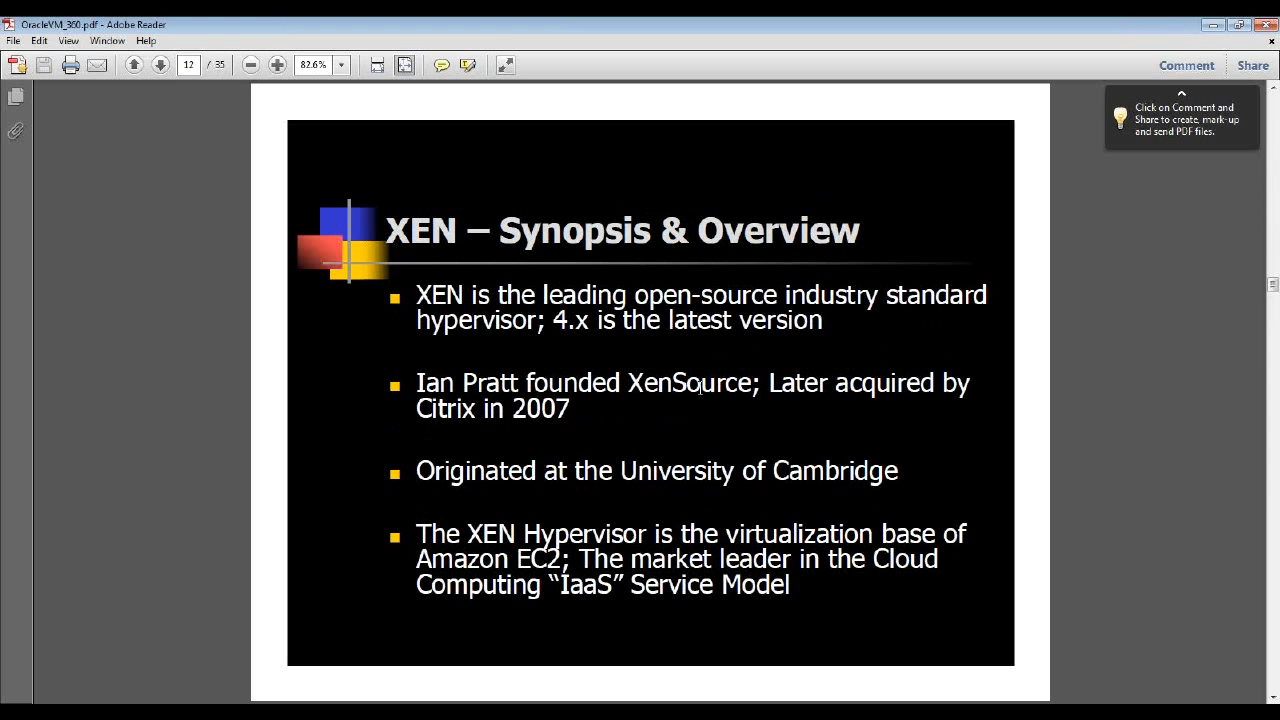 OracleVM_360.pdf - Adobe Reader
File Edit View Window Help
12 / 35 82.6% Comment Share
Click on Comment and
Share to create, mark-up
and send PDF files.
XEN – Synopsis & Overview
XEN is the leading open-source industry standard
hypervisor; 4.x is the latest version
Ian Pratt founded XenSource; Later acquired by
Citrix in 2007
Originated at the University of Cambridge
The XEN Hypervisor is the virtualization base of
Amazon EC2; The market leader in the Cloud
Computing “IaaS” Service Model